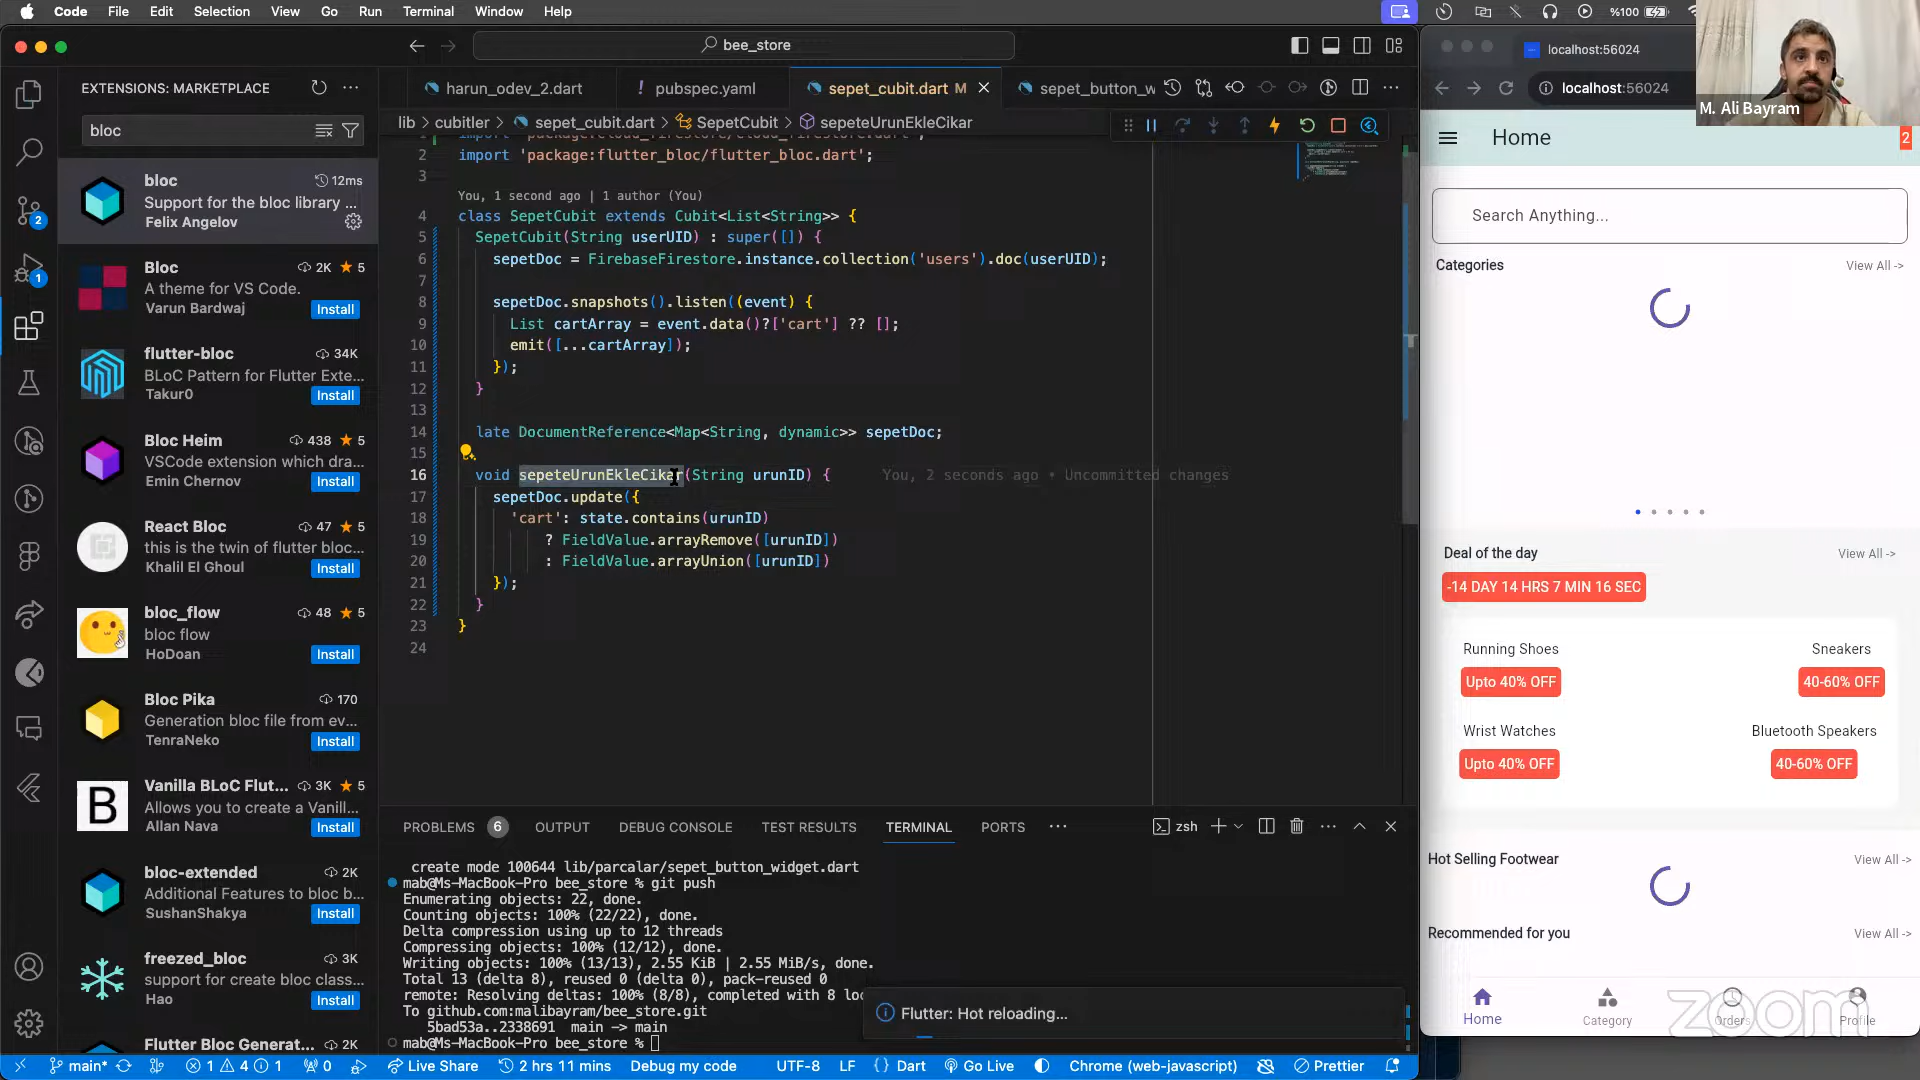 Code File Edit Selection View Go Run Terminal Window Help
%100
bee_store
EXTENSIONS: MARKETPLACE
bloc
bloc 12ms
Support for the bloc library ...
Felix Angelov
Bloc 2K ★ 5
A theme for VS Code.
Varun Bardwaj Install
flutter-bloc 34K
BLoC Pattern for Flutter Exte...
Takur0 Install
Bloc Heim 438 ★ 5
VSCode extension which dra...
Emin Chernov Install
React Bloc 47 ★ 5
this is the twin of flutter bloc...
Khalil El Ghoul Install
bloc_flow 48 ★ 5
bloc flow
HoDoan Install
Bloc Pika 170
Generation bloc file from ev...
TenraNeko Install
Vanilla BLoC Flut... 3K ★ 5
Allows you to create a Vanill...
Allan Nava Install
bloc-extended 2K
Additional Features to bloc b...
SushanShakya Install
freezed_bloc 3K
support for create bloc class...
Hao Install
Flutter Bloc Generat... 2K
2
1
harun_odev_2.dart pubspec.yaml sepet_cubit.dart M sepet_button_w
lib > cubitler > sepet_cubit.dart > SepetCubit > sepeteUrunEkleCikar
1 import 'package:cloud_firestore/cloud_firestore.dart';
2 import 'package:flutter_bloc/flutter_bloc.dart';
3
You, 1 second ago | 1 author (You)
4 class SepetCubit extends Cubit<List<String>> {
5 SepetCubit(String userUID) : super([]) {
6 sepetDoc = FirebaseFirestore.instance.collection('users').doc(userUID);
7
8 sepetDoc.snapshots().listen((event) {
9 List cartArray = event.data()?['cart'] ?? [];
10 emit([...cartArray]);
11 });
12 }
13
14 late DocumentReference<Map<String, dynamic>> sepetDoc;
15
16 void sepeteUrunEkleCikar(String urunID) { You, 2 seconds ago • Uncommitted changes
17 sepetDoc.update({
18 'cart': state.contains(urunID)
19 ? FieldValue.arrayRemove([urunID])
20 : FieldValue.arrayUnion([urunID])
21 });
22 }
23 }
24
PROBLEMS 6 OUTPUT DEBUG CONSOLE TEST RESULTS TERMINAL PORTS ··· zsh
create mode 100644 lib/parcalar/sepet_button_widget.dart
mab@Ms-MacBook-Pro bee_store % git push
Enumerating objects: 22, done.
Counting objects: 100% (22/22), done.
Delta compression using up to 12 threads
Compressing objects: 100% (12/12), done.
Writing objects: 100% (13/13), 2.55 KiB | 2.55 MiB/s, done.
Total 13 (delta 8), reused 0 (delta 0), pack-reused 0
remote: Resolving deltas: 100% (8/8), completed with 8 loc
To github.com:malibayram/bee_store.git
5bad53a..2338691 main -> main
mab@Ms-MacBook-Pro bee_store %
Flutter: Hot reloading...
main* 1 4 1 0 Live Share 2 hrs 11 mins Debug my code UTF-8 LF {} Dart Go Live Chrome (web-javascript) Prettier
localhost:56024
localhost:56024
M. Ali Bayram
Home
2
Search Anything...
Categories View All ->
Deal of the day View All ->
-14 DAY 14 HRS 7 MIN 16 SEC
Running Shoes Sneakers
Upto 40% OFF 40-60% OFF
Wrist Watches Bluetooth Speakers
Upto 40% OFF 40-60% OFF
Hot Selling Footwear View All ->
Recommended for you View All ->
Home Category Orders Profile
zoom